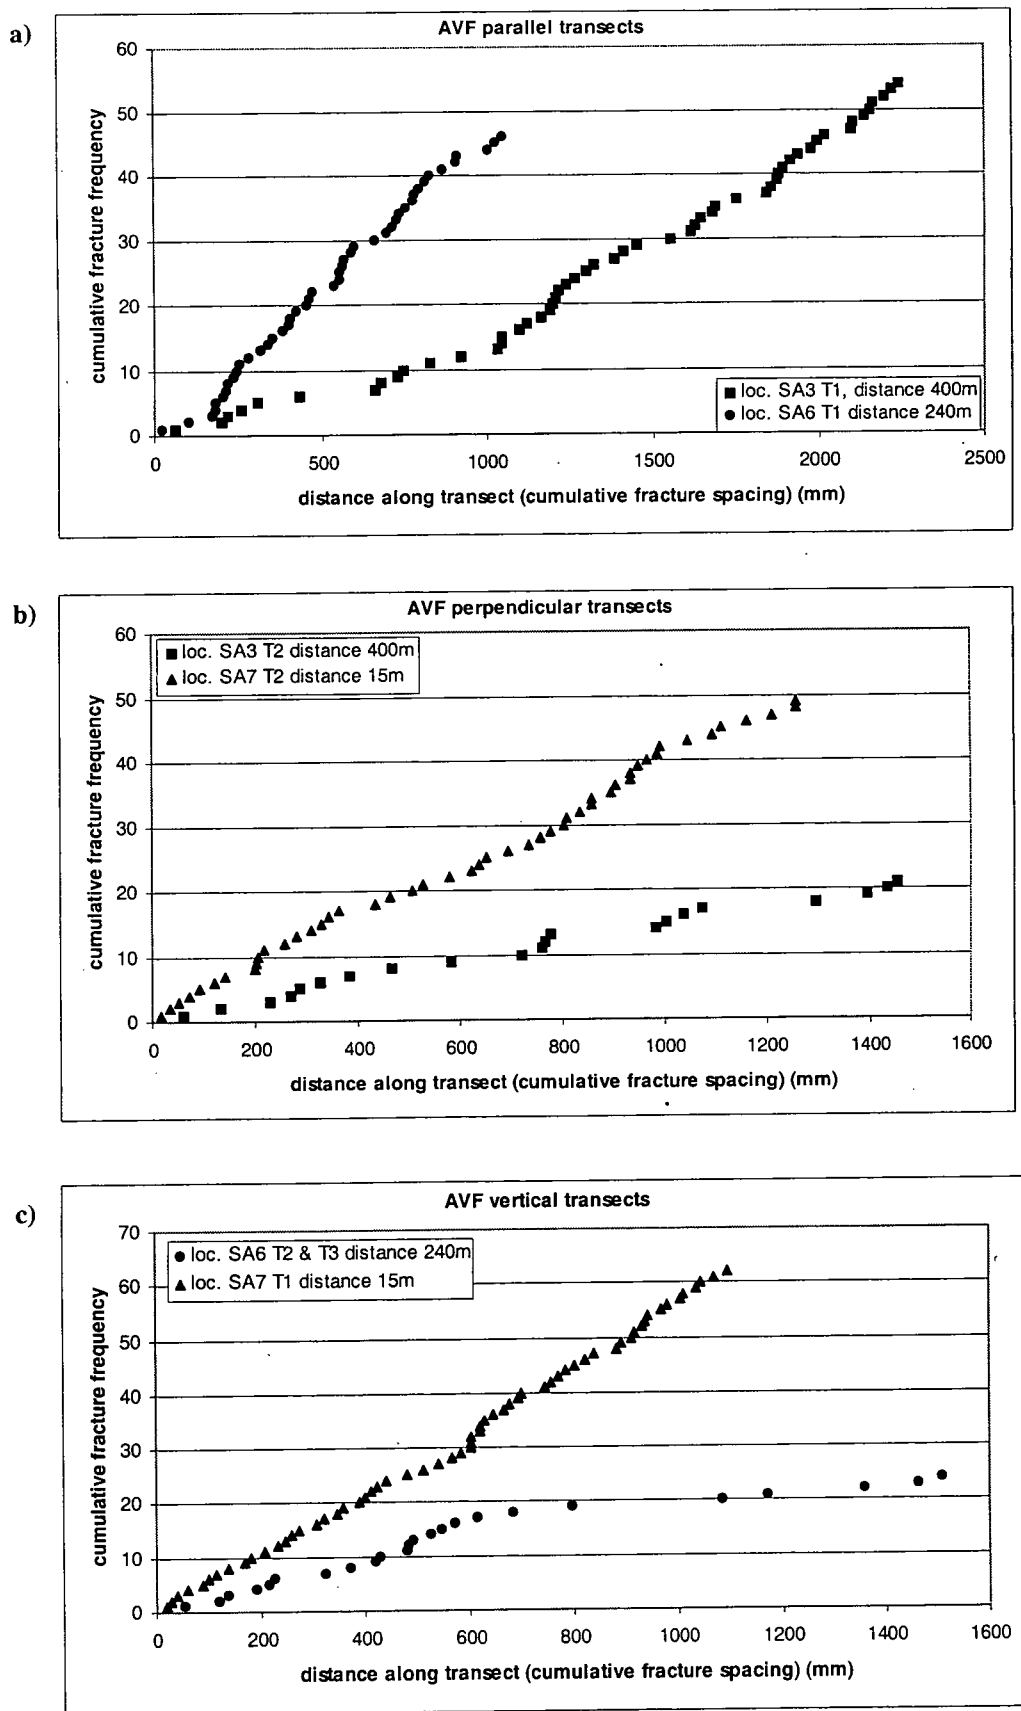 a)
AVF parallel transects
60
50
40
30
20
10
0
cumulative fracture frequency
loc. SA3 T1, distance 400m
loc. SA6 T1 distance 240m
0 500 1000 1500 2000 2500
distance along transect (cumulative fracture spacing) (mm)
b)
AVF perpendicular transects
60
50
40
30
20
10
0
cumulative fracture frequency
loc. SA3 T2 distance 400m
loc. SA7 T2 distance 15m
0 200 400 600 800 1000 1200 1400 1600
distance along transect (cumulative fracture spacing) (mm)
c)
AVF vertical transects
70
60
50
40
30
20
10
0
cumulative fracture frequency
loc. SA6 T2 & T3 distance 240m
loc. SA7 T1 distance 15m
0 200 400 600 800 1000 1200 1400 1600
distance along transect (cumulative fracture spacing) (mm)